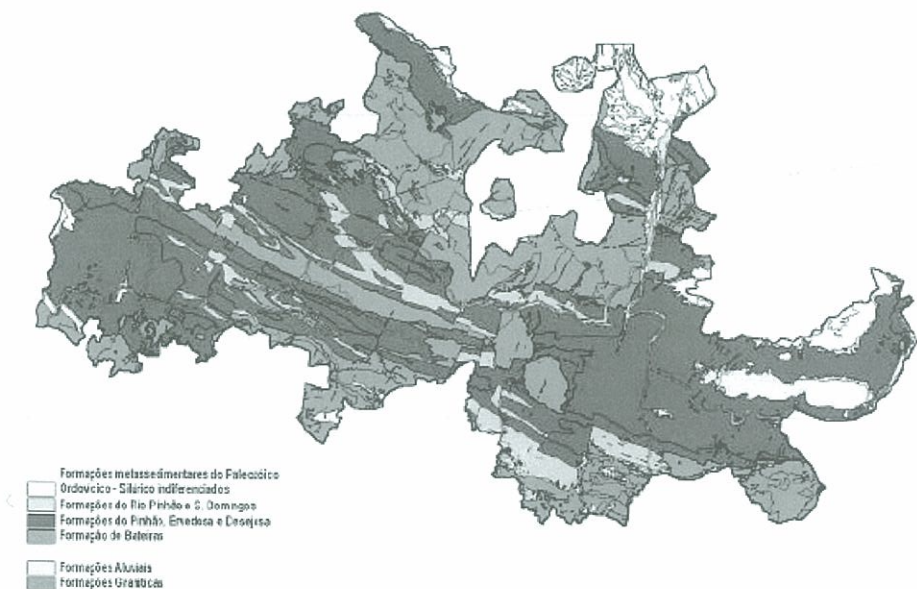 Formações metassedimentares do Paleozóico
Ordovícico - Silúrico indiferenciados
Formações do Rio Pinhão e S. Domingos
Formações do Pinhão, Ervedosa e Desejosa
Formação de Bateiras
Formações Aluviais
Formações Graníticas